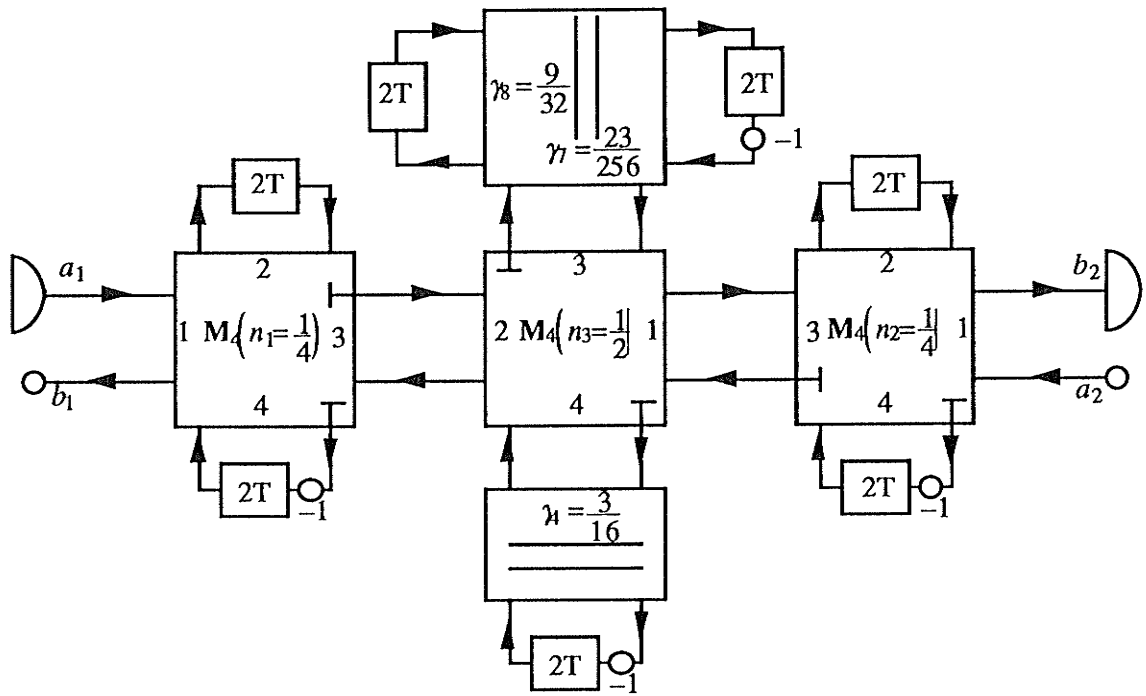 2T
γ₈ = 9/32
2T
γ₇ = 23/256
−1
2T
2T
a₁
2
3
2
b₂
1 M₄(n₁=1/4) 3
2 M₄(n₃=1/2| 1
3 M₄(n₂=1/4| 1
b₁
4
4
4
a₂
2T
−1
γ₄ = 3/16
2T
−1
2T
−1